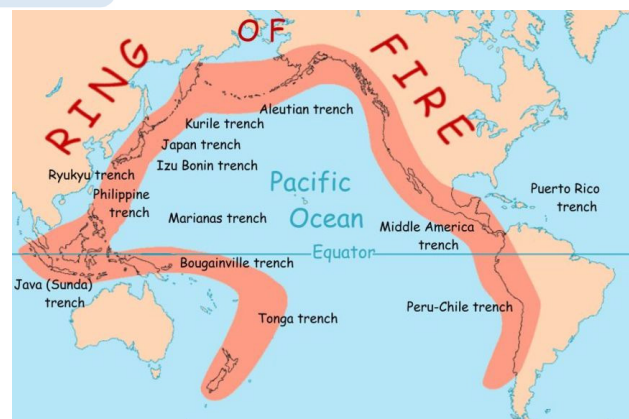 RING
OF
FIRE
Aleutian trench
Kurile trench
Japan trench
Izu Bonin trench
Ryukyu trench
Philippine
trench
Marianas trench
Pacific
Ocean
Equator
Puerto Rico
trench
Middle America
trench
Bougainville trench
Java (Sunda)
trench
Tonga trench
Peru-Chile trench